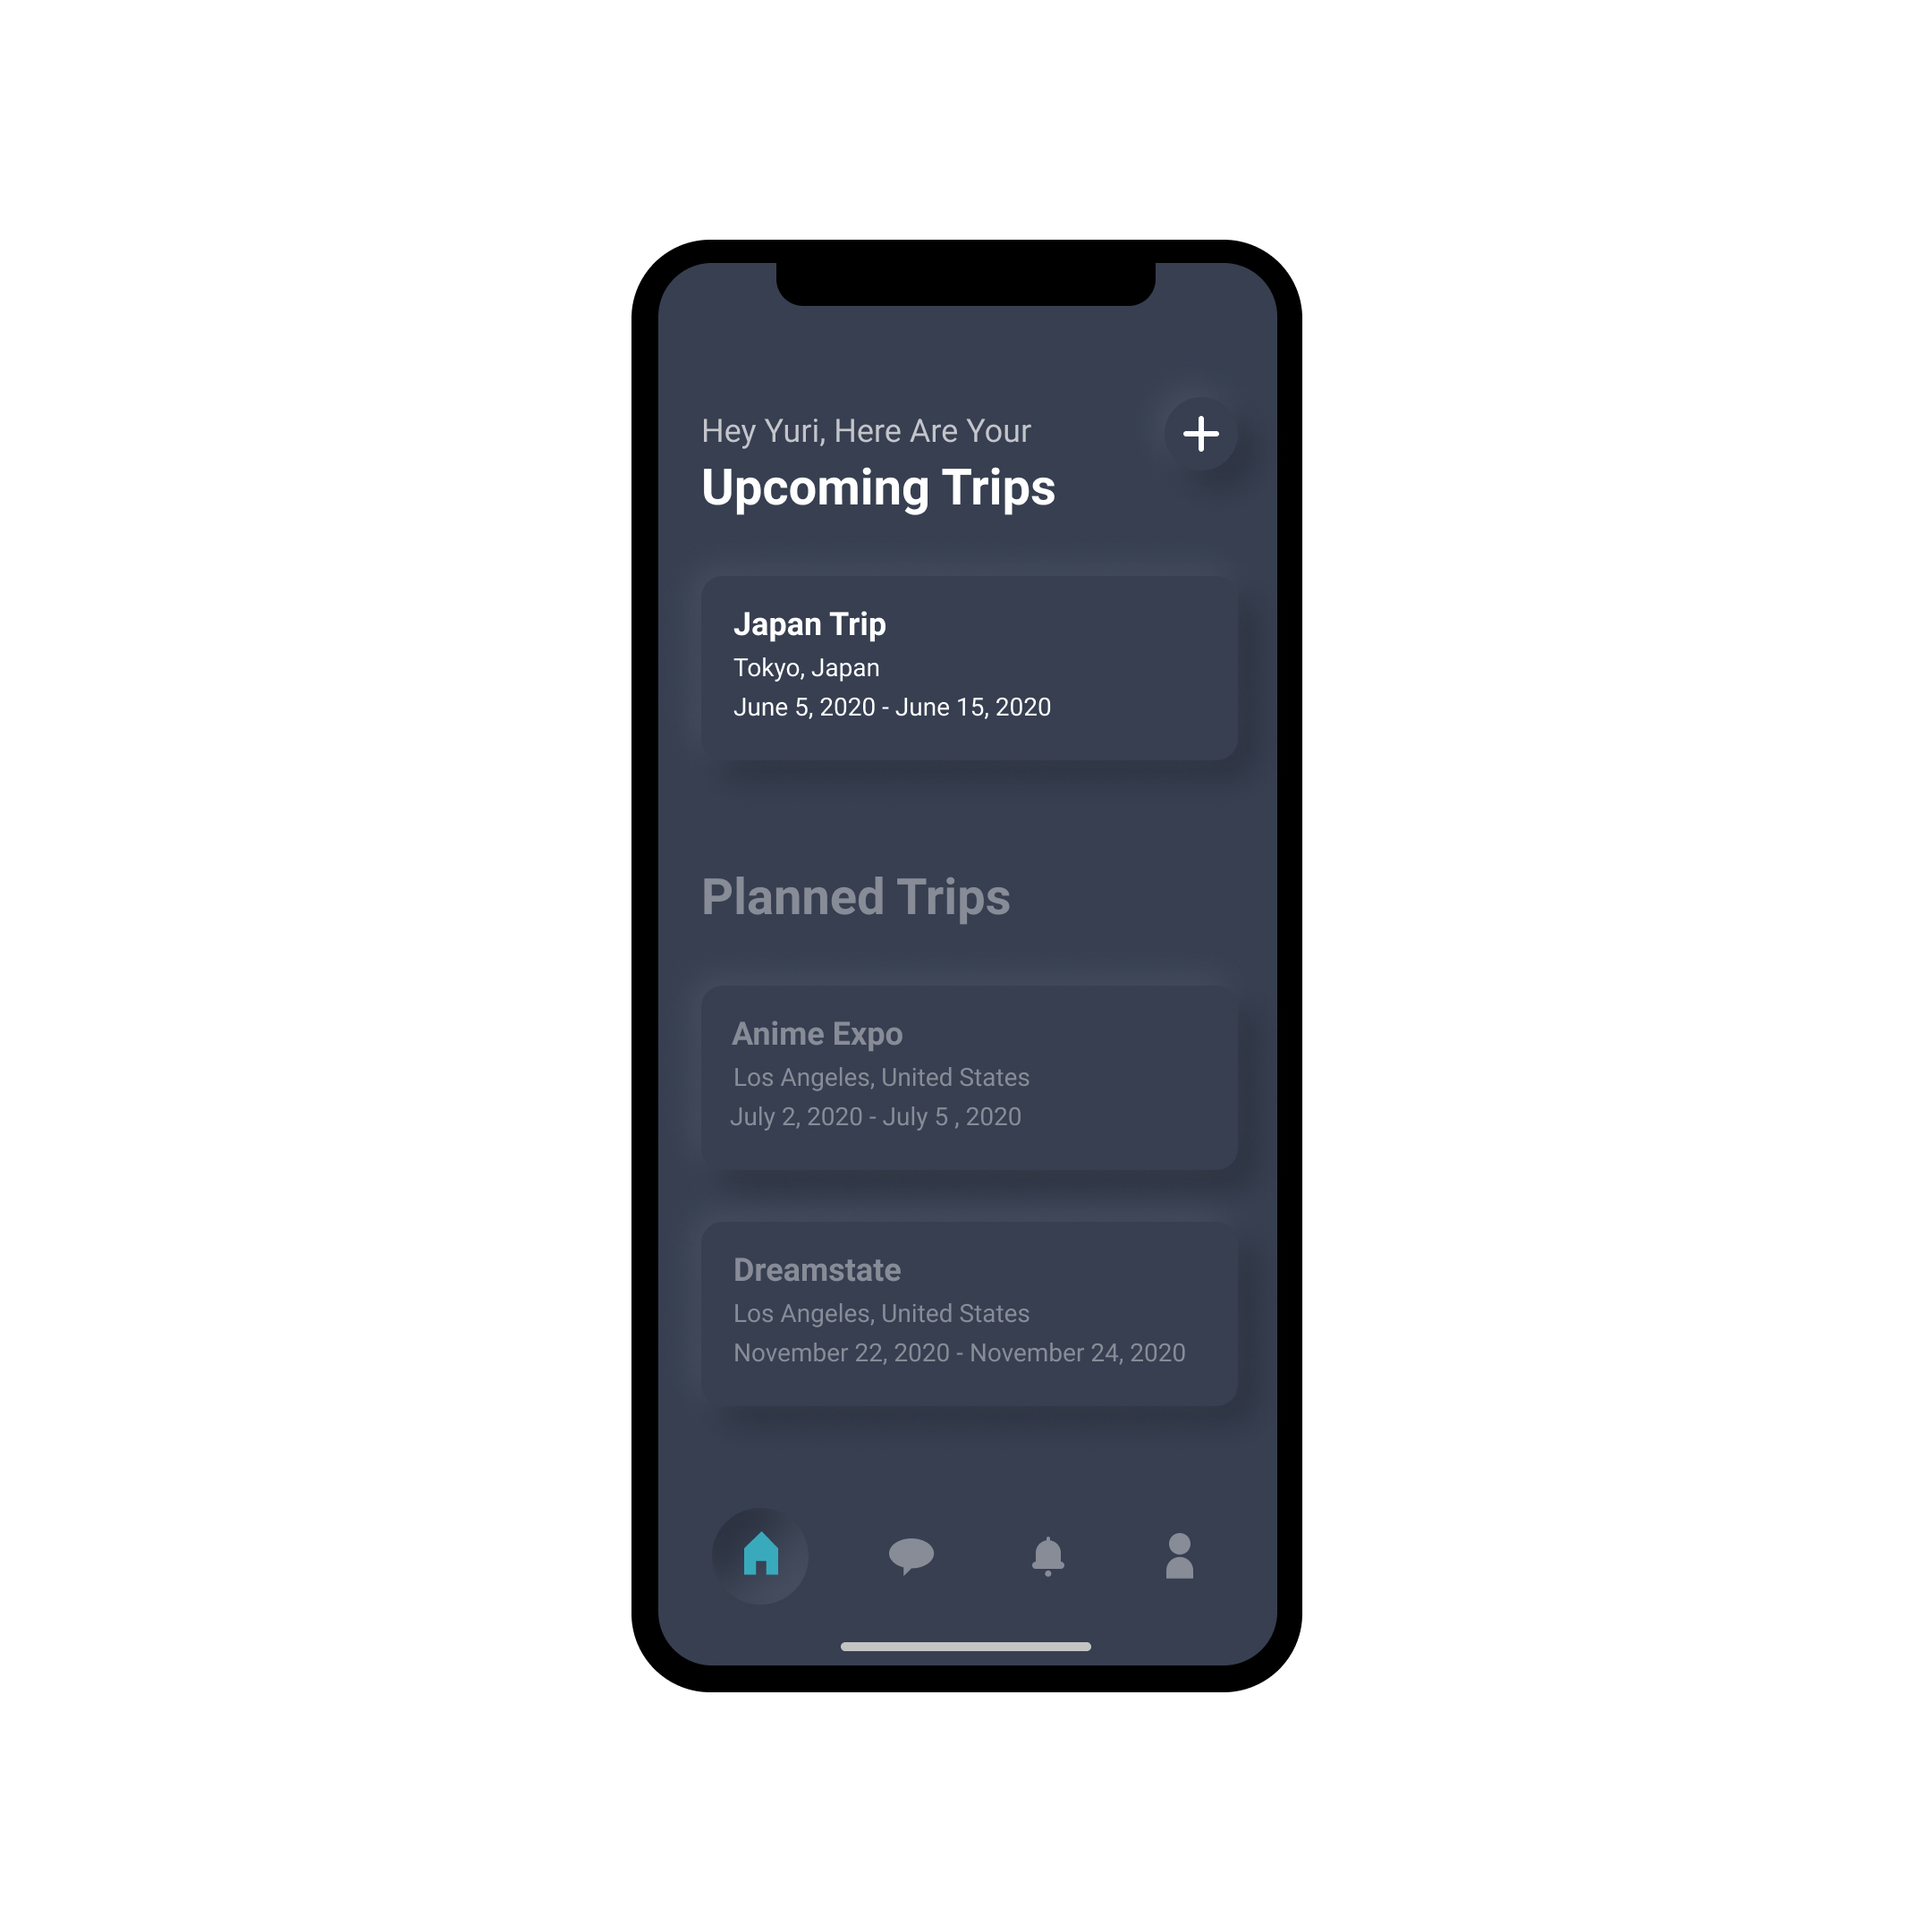 Hey Yuri, Here Are Your
Upcoming Trips
Japan Trip
Tokyo, Japan
June 5, 2020 - June 15, 2020
Planned Trips
Anime Expo
Los Angeles, United States
July 2, 2020 - July 5 , 2020
Dreamstate
Los Angeles, United States
November 22, 2020 - November 24, 2020